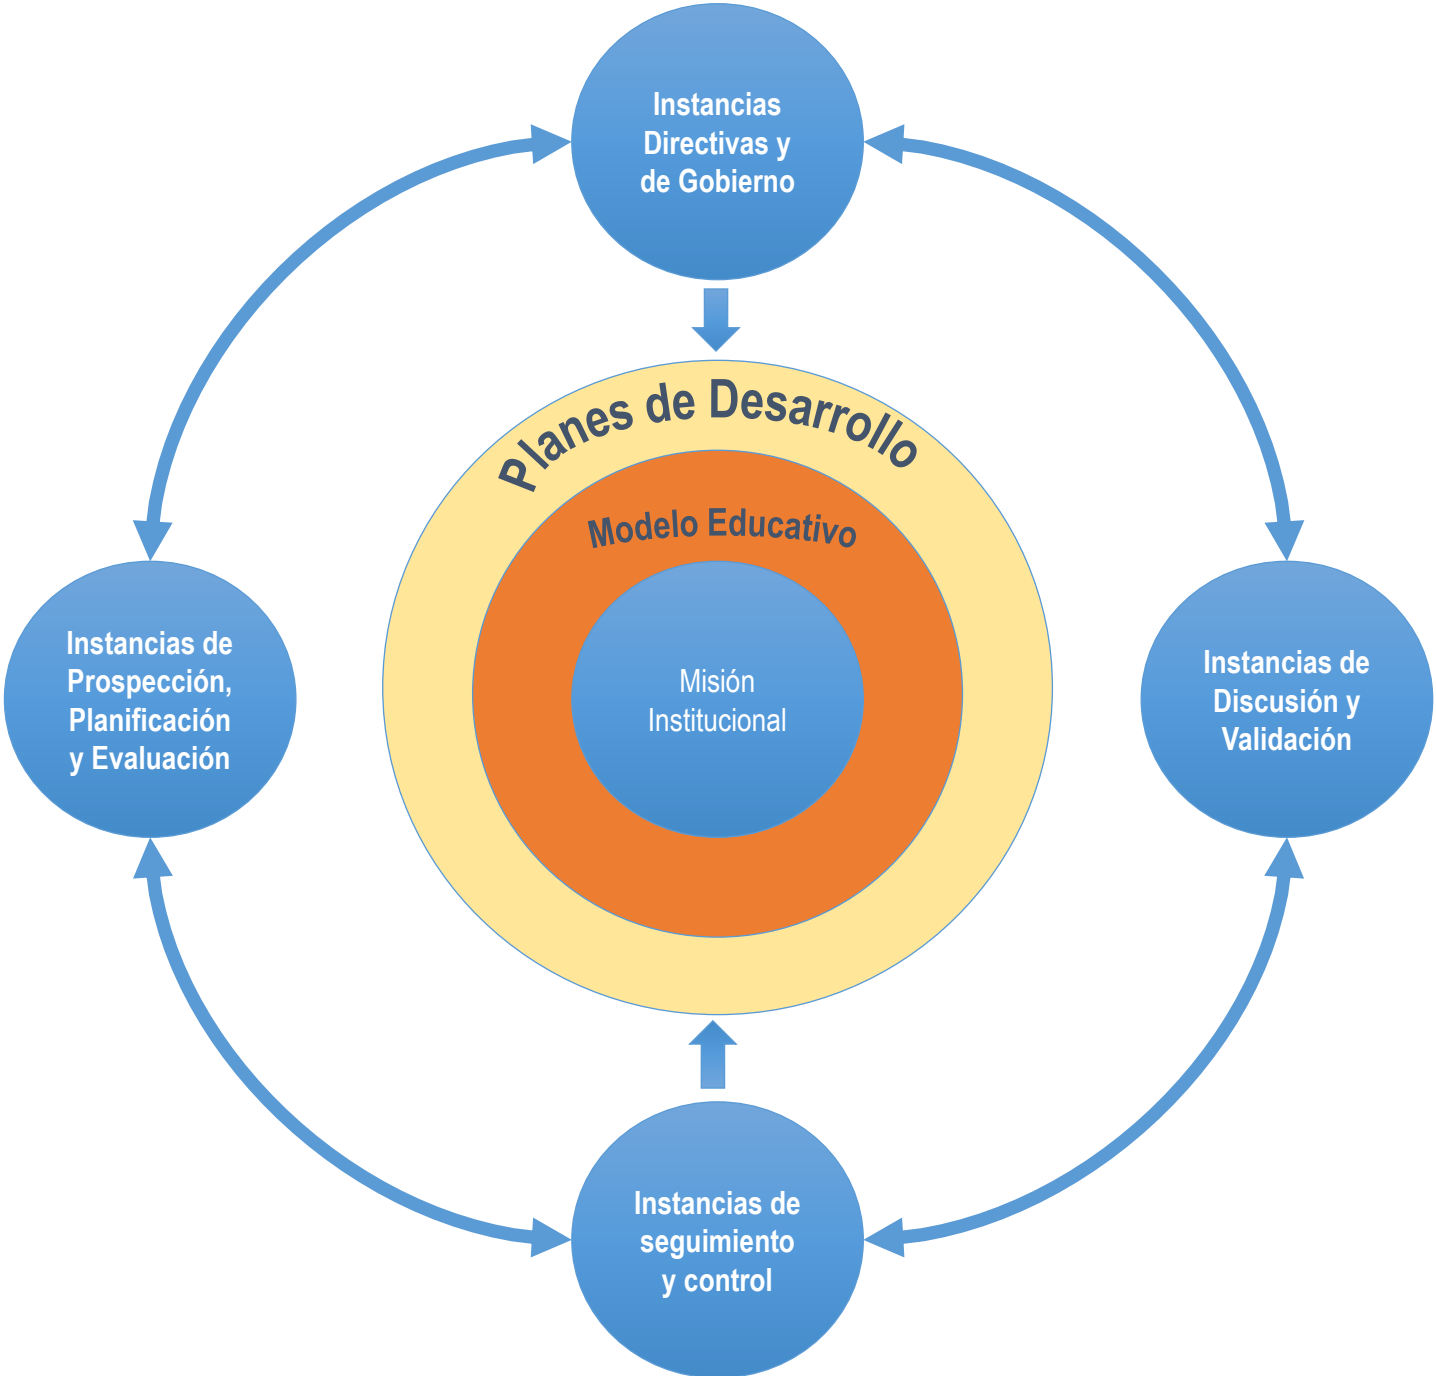 Instancias
Directivas y
de Gobierno
Planes de Desarrollo
Modelo Educativo
Misión
Institucional
Instancias de
Prospección,
Planificación
y Evaluación
Instancias de
Discusión y
Validación
Instancias de
seguimiento
y control